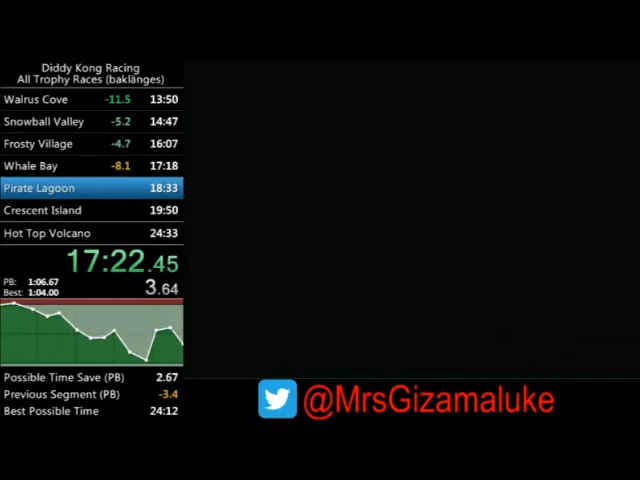 Diddy Kong Racing
All Trophy Races (baklänges)
Walrus Cove -11.5 13:50
Snowball Valley -5.2 14:47
Frosty Village -4.7 16:07
Whale Bay -8.1 17:18
Pirate Lagoon 18:33
Crescent Island 19:50
Hot Top Volcano 24:33
17:22.45
PB: 1:06.67 3.64
Best: 1:04.00
Possible Time Save (PB) 2.67
Previous Segment (PB) -3.4
Best Possible Time 24:12
@MrsGizamaluke